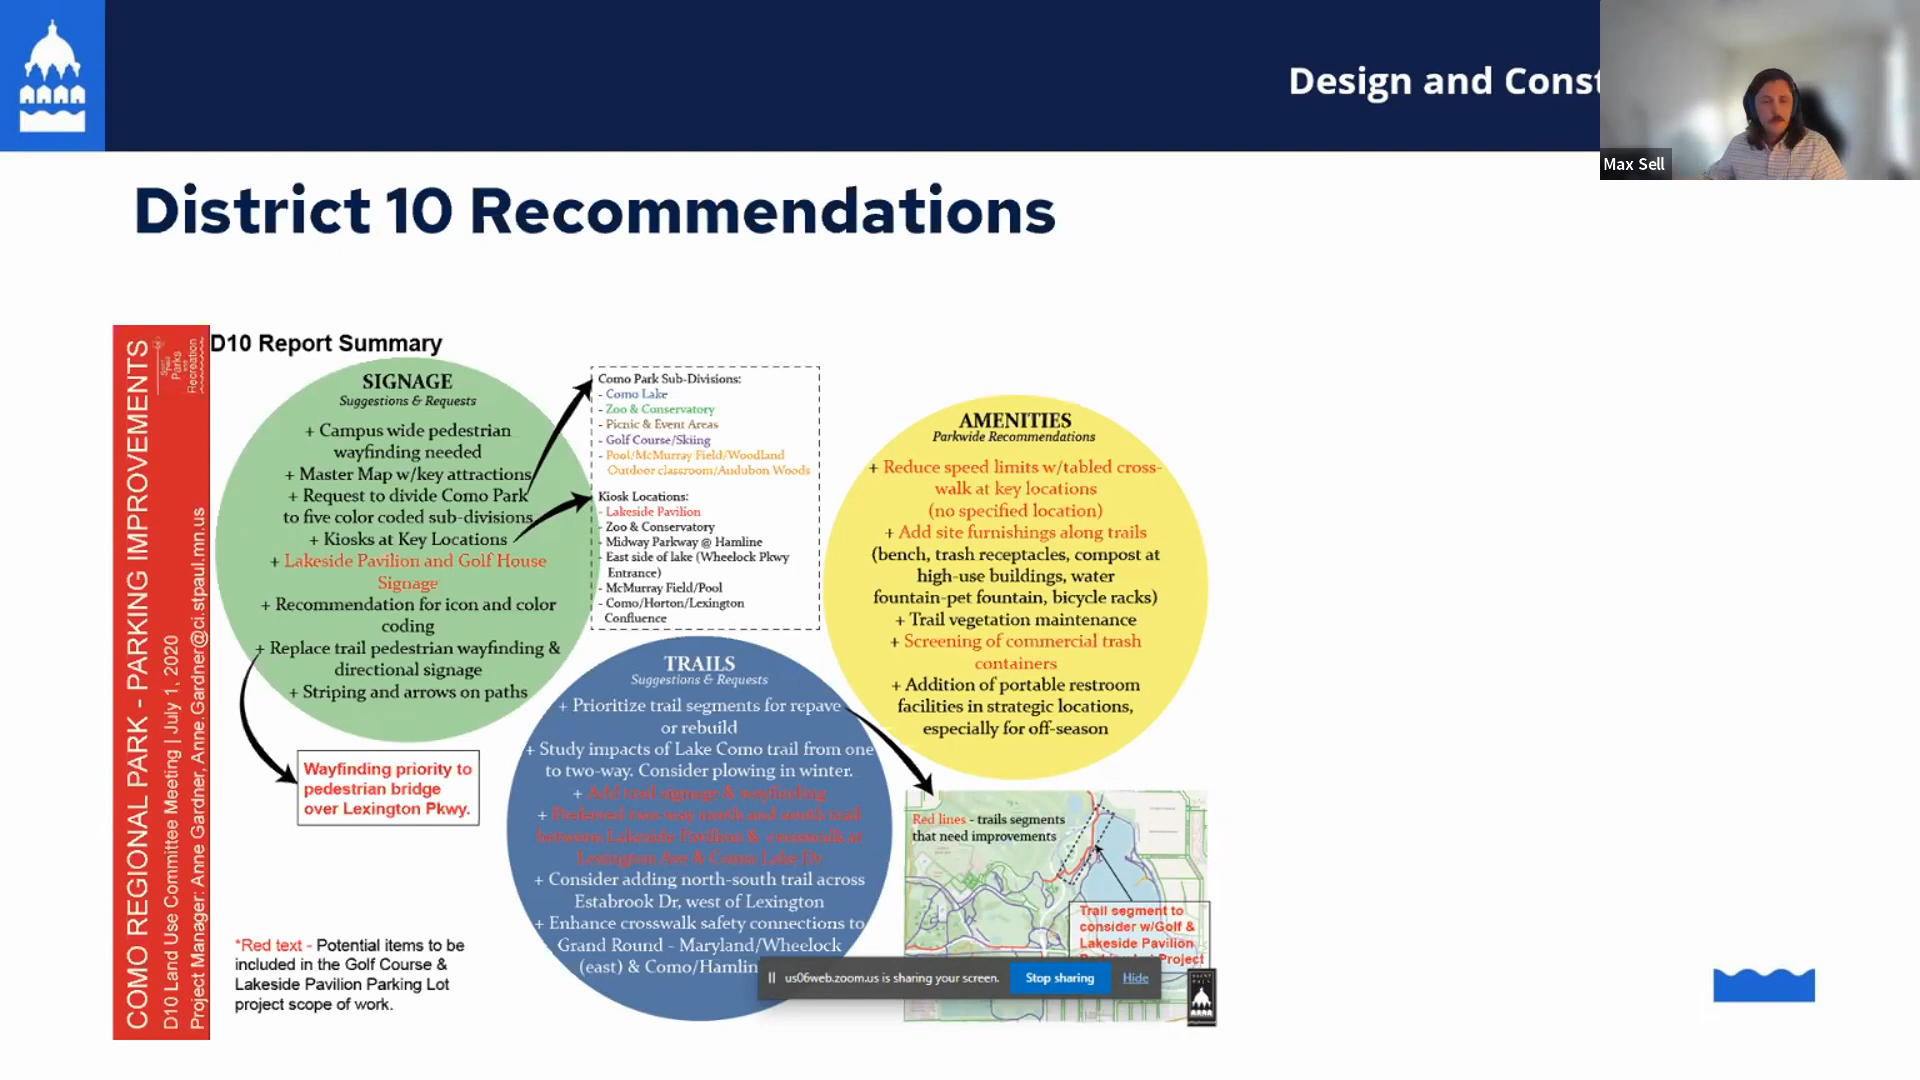 Design and Const
Max Sell
District 10 Recommendations
COMO REGIONAL PARK - PARKING IMPROVEMENTS
D10 Land Use Committee Meeting | July 1, 2020
Project Manager: Anne Gardner, Anne.Gardner@ci.stpaul.mn.us
Parks
and
Recreation
D10 Report Summary
SIGNAGE
Suggestions & Requests
+ Campus wide pedestrian
wayfinding needed
+ Master Map w/key attractions
+ Request to divide Como Park
to five color coded sub-divisions
+ Kiosks at Key Locations
+ Lakeside Pavilion and Golf House
Signage
+ Recommendation for icon and color
coding
+ Replace trail pedestrian wayfinding &
directional signage
+ Striping and arrows on paths
Wayfinding priority to
pedestrian bridge
over Lexington Pkwy.
*Red text - Potential items to be
included in the Golf Course &
Lakeside Pavilion Parking Lot
project scope of work.
Como Park Sub-Divisions:
- Como Lake
- Zoo & Conservatory
- Picnic & Event Areas
- Golf Course/Skiing
- Pool/McMurray Field/Woodland
Outdoor classroom/Audubon Woods
Kiosk Locations:
- Lakeside Pavilion
- Zoo & Conservatory
- Midway Parkway @ Hamline
- East side of lake (Wheelock Pkwy
Entrance)
- McMurray Field/Pool
- Como/Horton/Lexington
Confluence
TRAILS
Suggestions & Requests
+ Prioritize trail segments for repave
or rebuild
+ Study impacts of Lake Como trail from one
to two-way. Consider plowing in winter.
+ Add trail signage & wayfinding
+ Preferred two-way north and south trail
between Lakeside Pavilion & crosswalk at
Lexington Ave & Como Lake Dr
+ Consider adding north-south trail across
Estabrook Dr, west of Lexington
+ Enhance crosswalk safety connections to
Grand Round - Maryland/Wheelock
(east) & Como/Hamlin
AMENITIES
Parkwide Recommendations
+ Reduce speed limits w/tabled cross-
walk at key locations
(no specified location)
+ Add site furnishings along trails
(bench, trash receptacles, compost at
high-use buildings, water
fountain-pet fountain, bicycle racks)
+ Trail vegetation maintenance
+ Screening of commercial trash
containers
+ Addition of portable restroom
facilities in strategic locations,
especially for off-season
Red lines - trails segments
that need improvements
Trail segment to
consider w/Golf &
Lakeside Pavilion
Parking Lot Project
us06web.zoom.us is sharing your screen.
Stop sharing
Hide